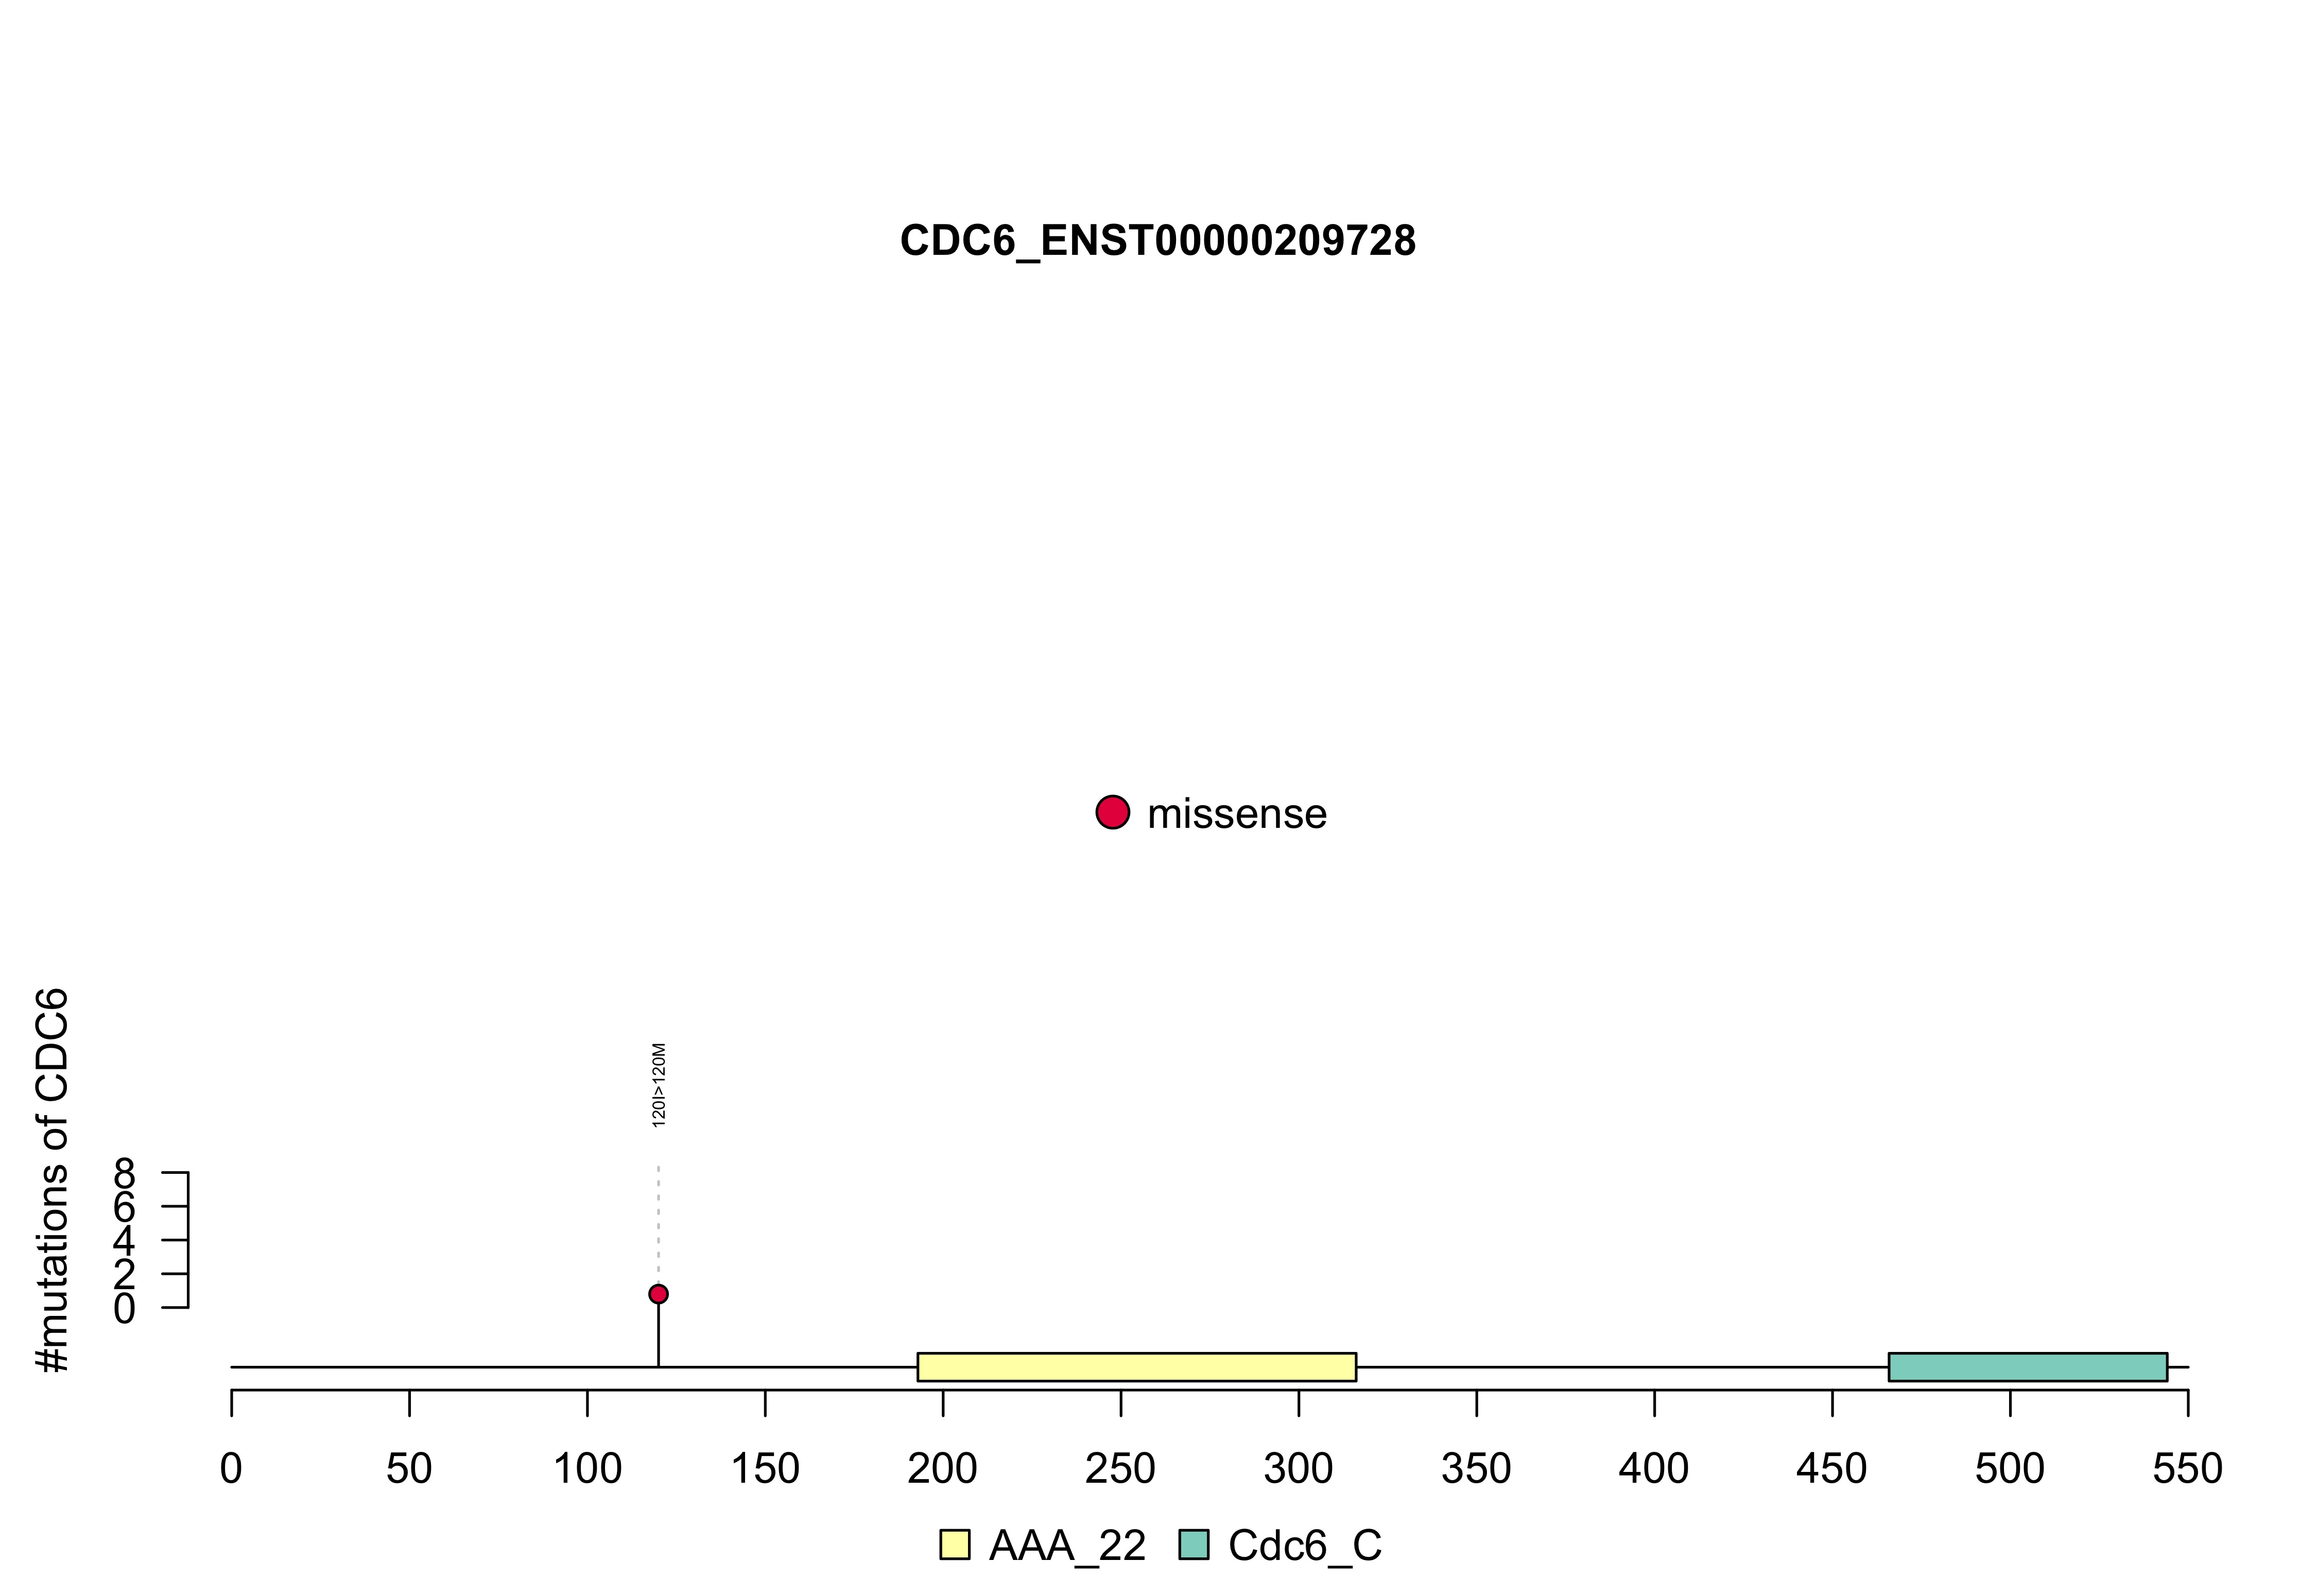 CDC6_ENST00000209728
missense
#mutations of CDC6
120I>120M
8
6
4
2
0
0 50 100 150 200 250 300 350 400 450 500 550
AAA_22 Cdc6_C